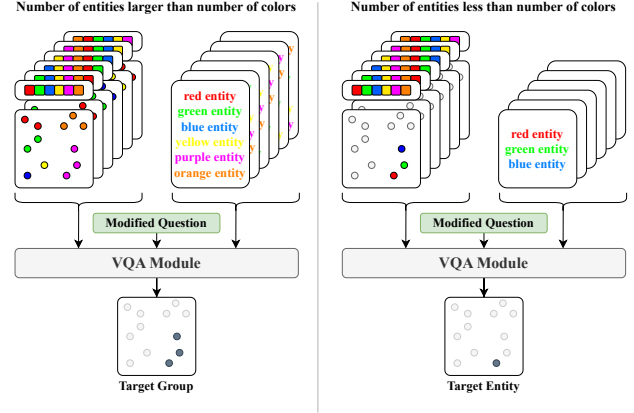 Number of entities larger than number of colors
red entity
green entity
blue entity
yellow entity
purple entity
orange entity
Modified Question
VQA Module
Target Group
Number of entities less than number of colors
red entity
green entity
blue entity
Modified Question
VQA Module
Target Entity